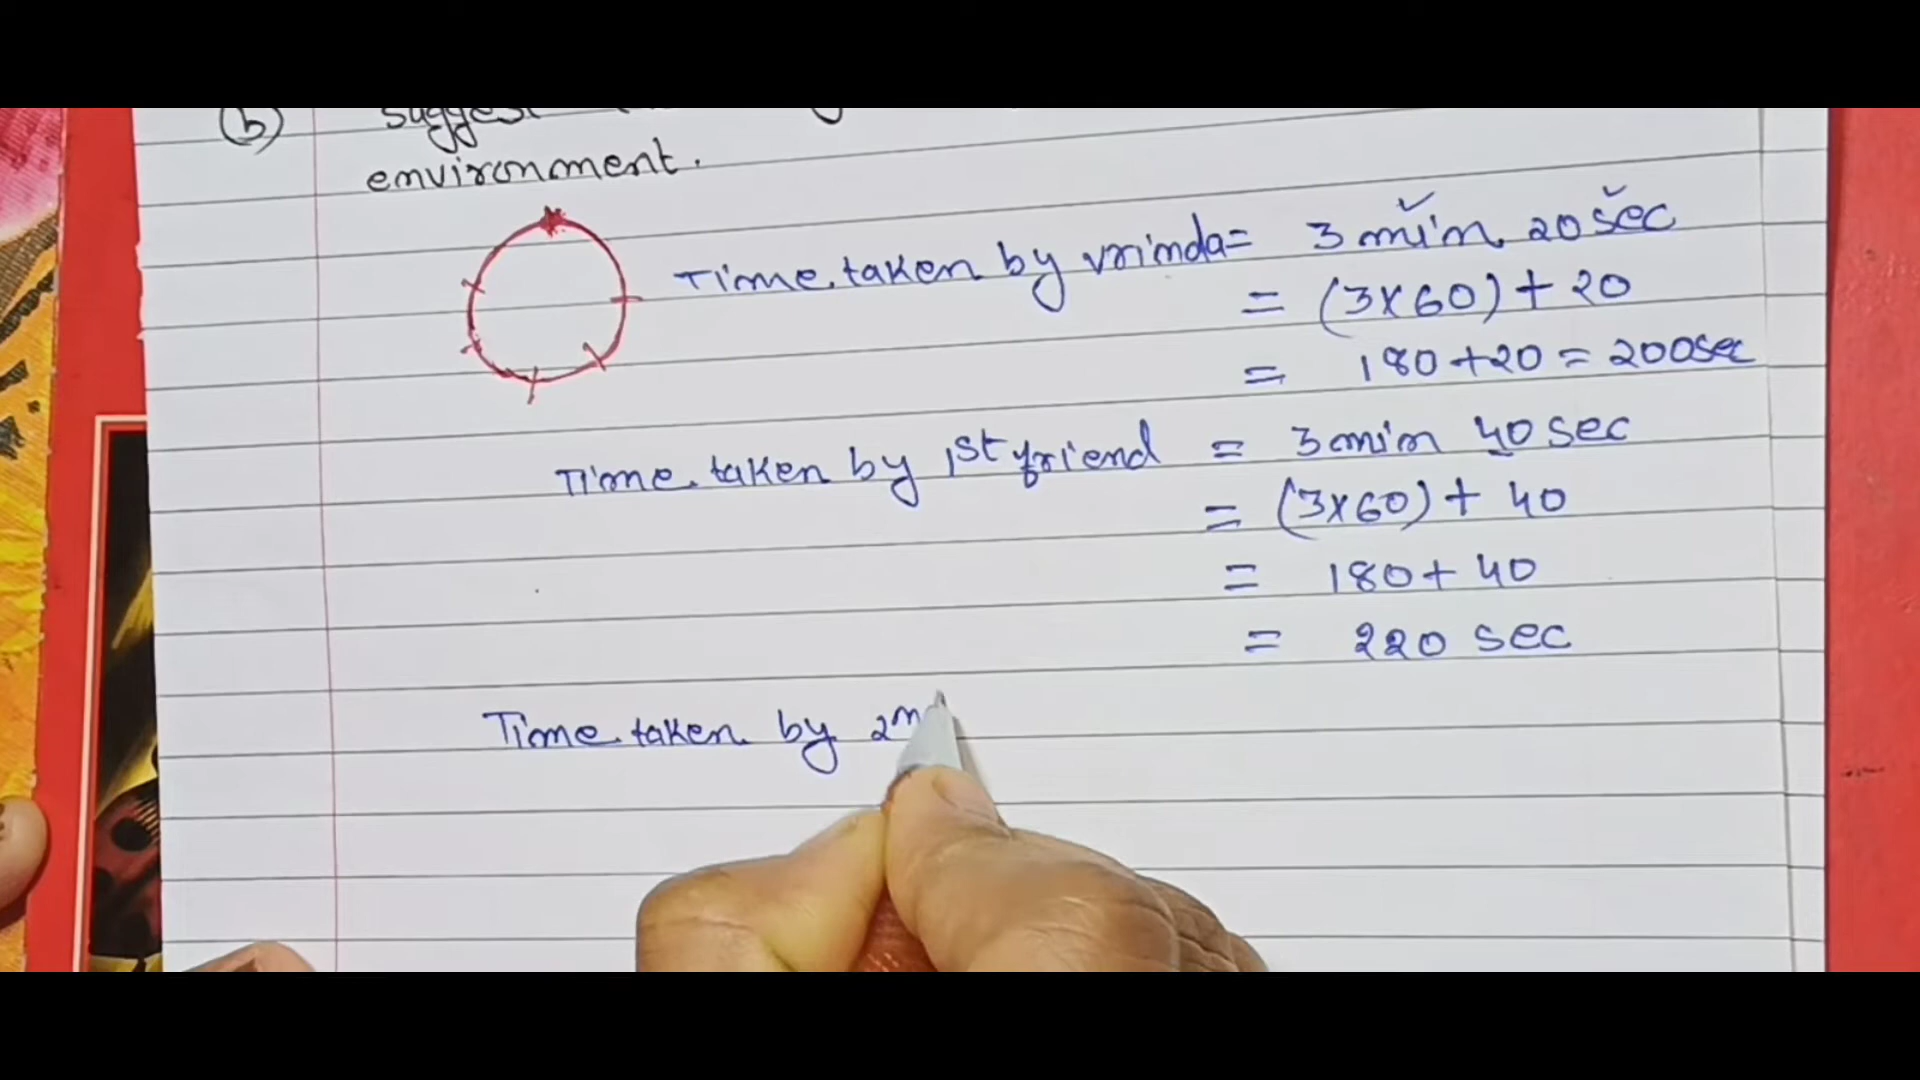 (b) suggest
environment.
Time taken by vrinda = 3 min 20 sec
= (3x60) + 20
= 180 + 20 = 200sec
Time taken by 1st friend = 3 min 40 sec
= (3x60) + 40
= 180 + 40
= 220 sec
Time taken by